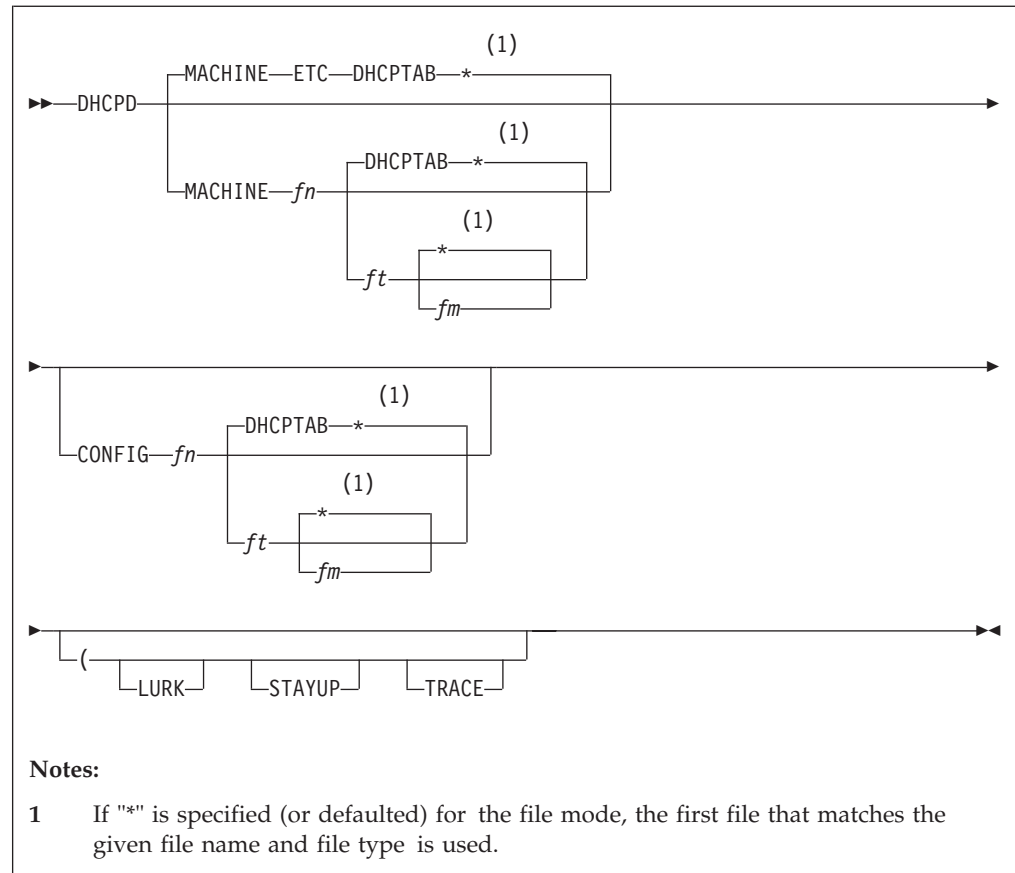 (1)
MACHINE ETC DHCPTAB *
DHCPD
(1)
DHCPTAB *
MACHINE fn
(1)
*
ft
fm
(1)
DHCPTAB *
CONFIG fn
(1)
*
ft
fm
(
LURK STAYUP TRACE
Notes:
1 If "*" is specified (or defaulted) for the file mode, the first file that matches the
given file name and file type is used.